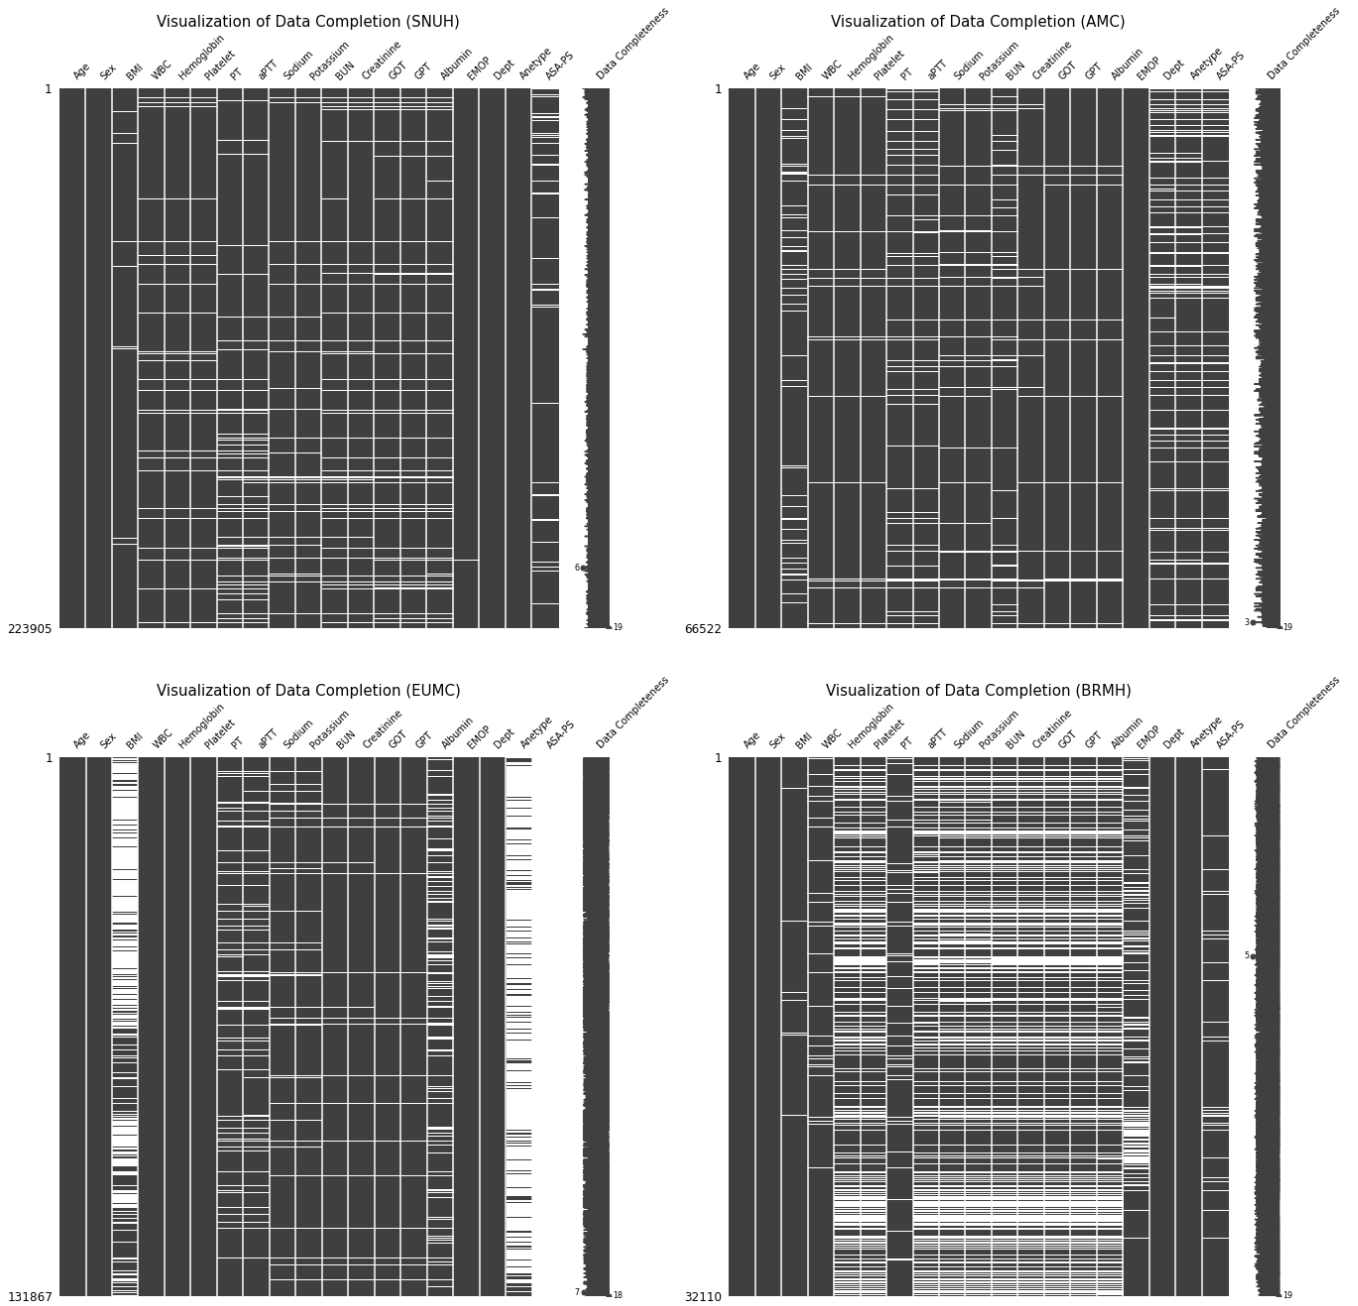 Visualization of Data Completion (SNUH)
Age Sex BMI WBC Hemoglobin Platelet PT aPTT Sodium Potassium BUN Creatinine GOT GPT Albumin EMOP Dept Anetype ASA-PS Data Completeness
1
6
223905
19
Visualization of Data Completion (AMC)
Age Sex BMI WBC Hemoglobin Platelet PT aPTT Sodium Potassium BUN Creatinine GOT GPT Albumin EMOP Dept Anetype ASA-PS Data Completeness
1
3
66522
19
Visualization of Data Completion (EUMC)
Age Sex BMI WBC Hemoglobin Platelet PT aPTT Sodium Potassium BUN Creatinine GOT GPT Albumin EMOP Dept Anetype ASA-PS Data Completeness
1
7
131867
18
Visualization of Data Completion (BRMH)
Age Sex BMI WBC Hemoglobin Platelet PT aPTT Sodium Potassium BUN Creatinine GOT GPT Albumin EMOP Dept Anetype ASA-PS Data Completeness
1
5
32110
19